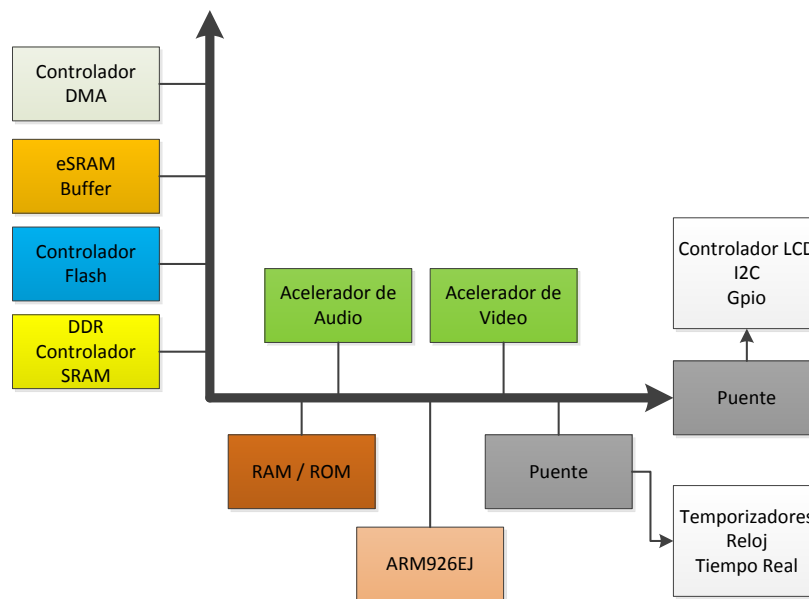 Controlador
DMA
eSRAM
Buffer
Controlador
Flash
DDR
Controlador
SRAM
Acelerador de
Audio
Acelerador de
Video
Controlador LCD
I2C
Gpio
Puente
RAM / ROM
Puente
ARM926EJ
Temporizadores
Reloj
Tiempo Real